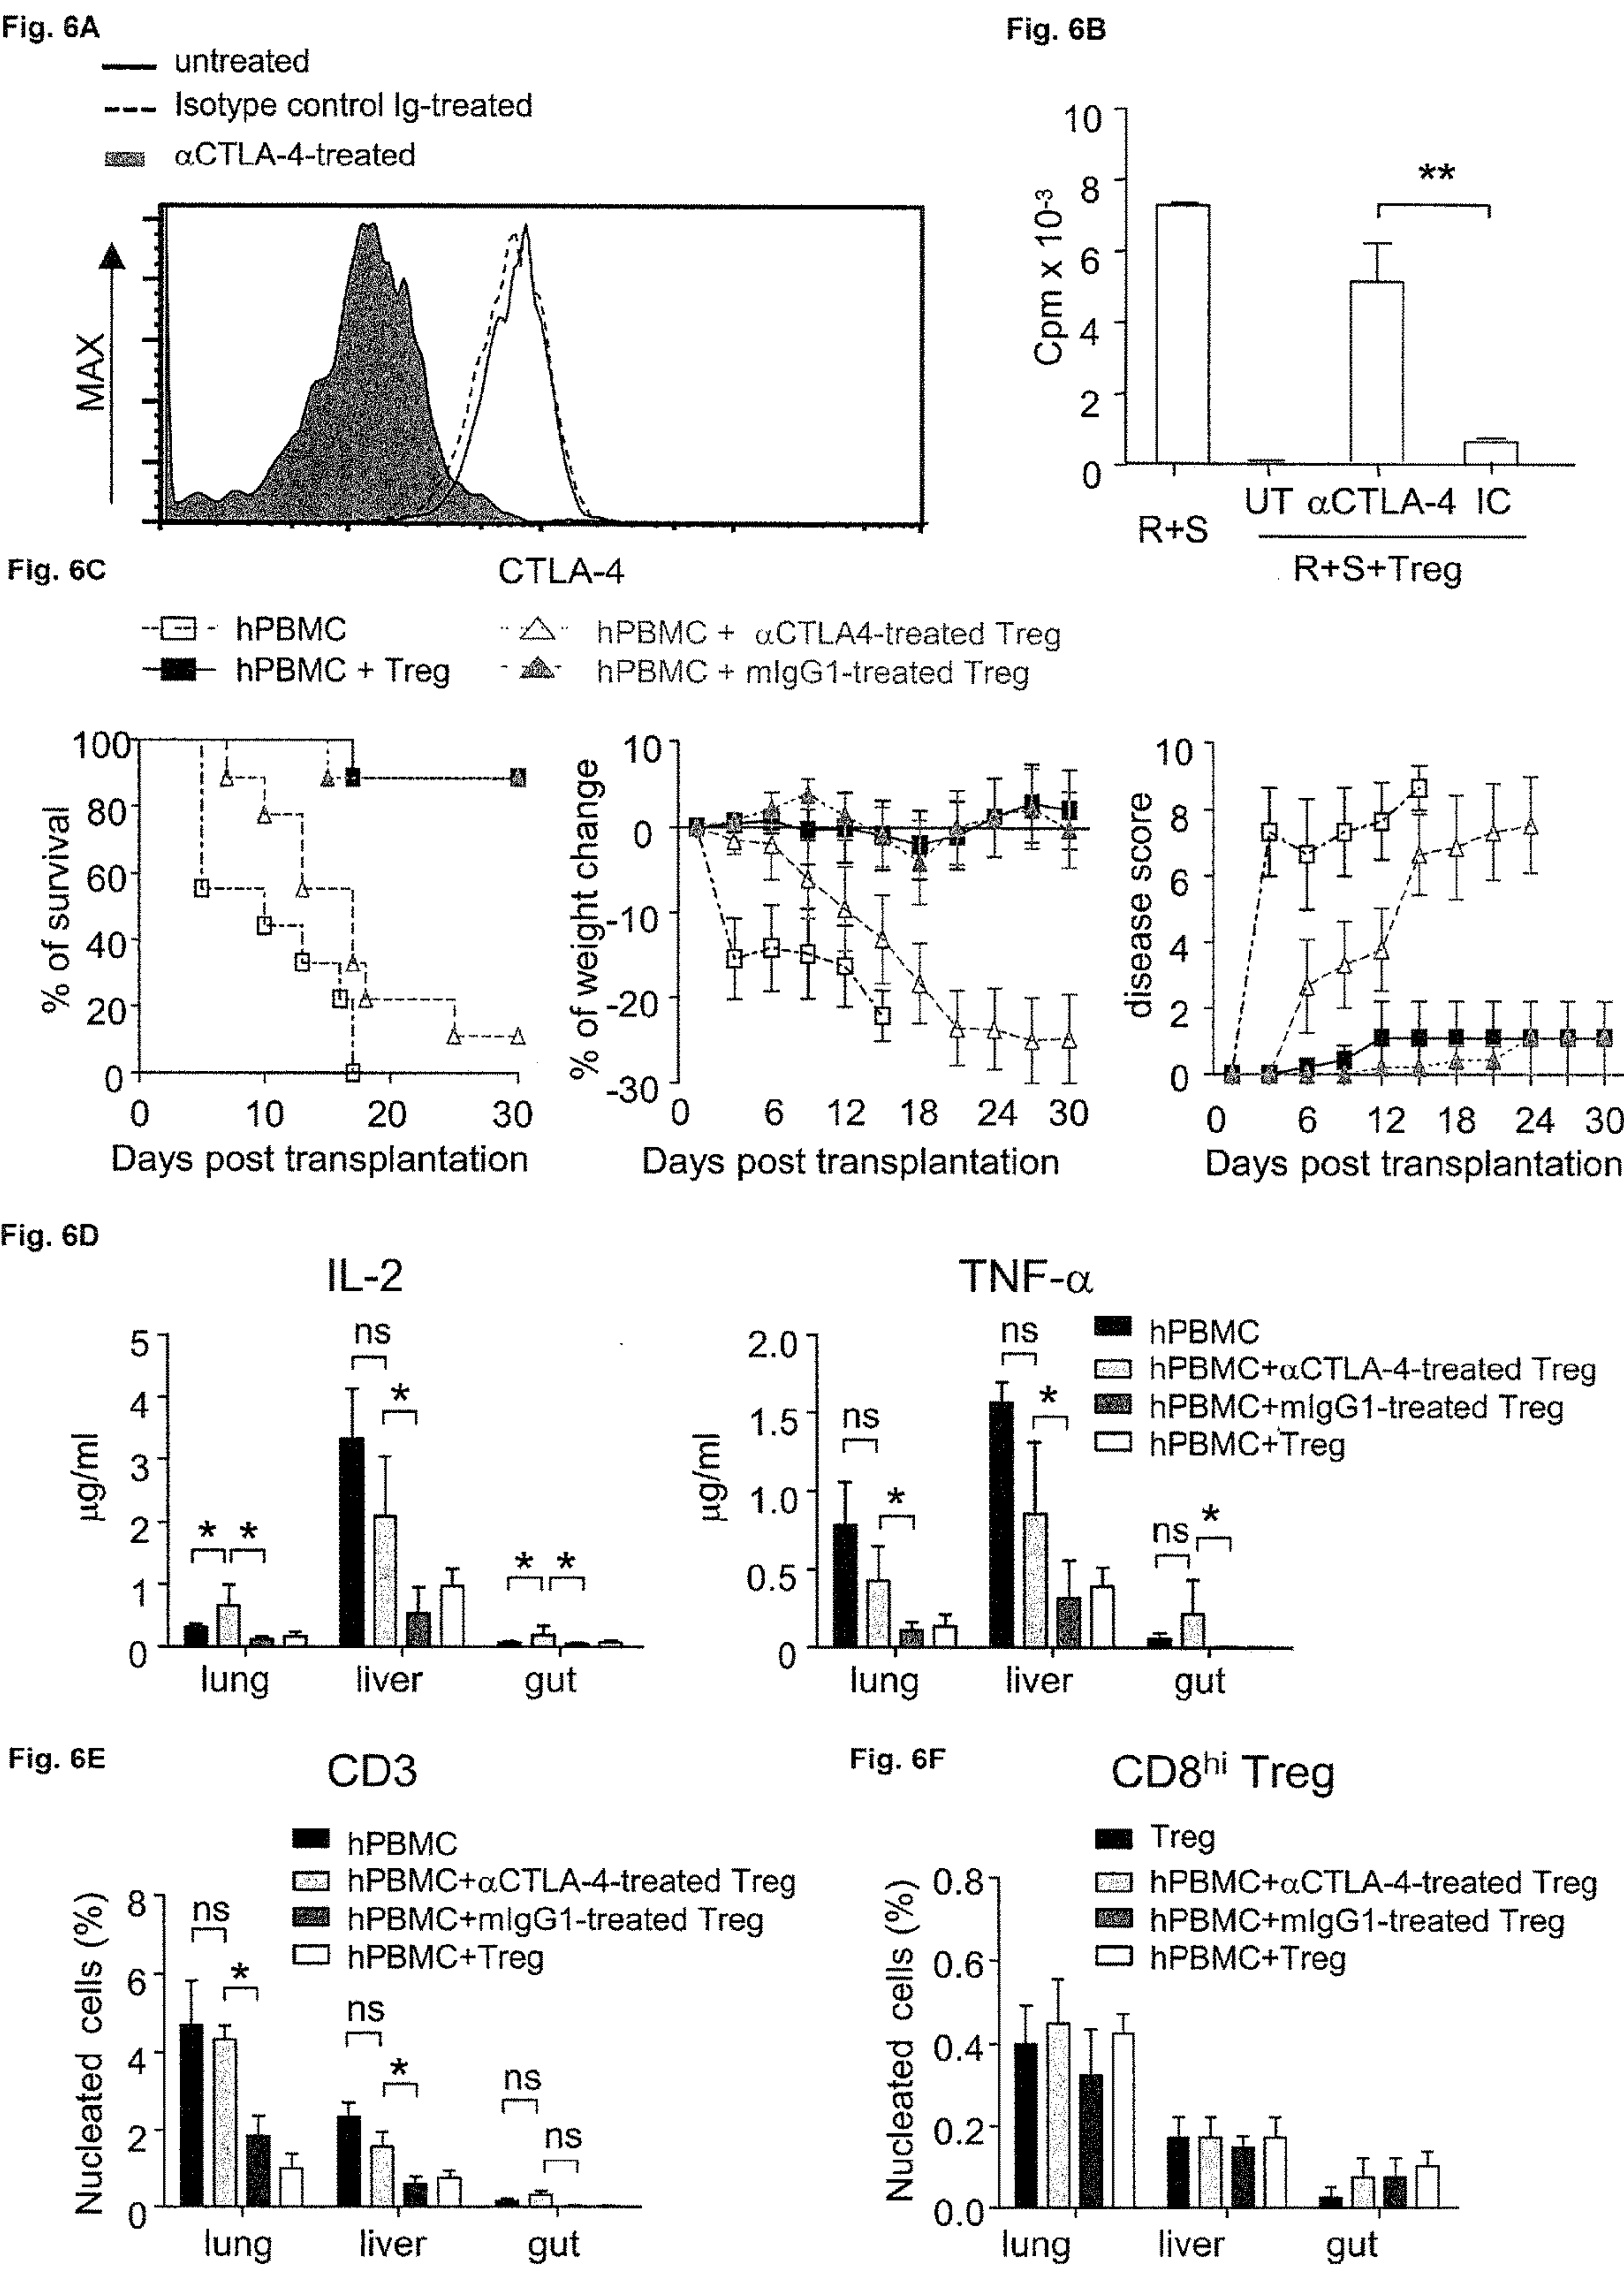 Fig. 6A
untreated
Isotype control Ig-treated
αCTLA-4-treated
MAX
CTLA-4
Fig. 6B
10
8
6
4
2
0
Cpm x 10-3
**
UT αCTLA-4 IC
R+S
R+S+Treg
Fig. 6C
hPBMC
hPBMC + Treg
hPBMC + αCTLA4-treated Treg
hPBMC + mIgG1-treated Treg
100
80
60
40
20
0
% of survival
0 10 20 30
Days post transplantation
10
0
-10
-20
-30
% of weight change
0 6 12 18 24 30
Days post transplantation
10
8
6
4
2
0
disease score
0 6 12 18 24 30
Days post transplantation
Fig. 6D
IL-2
5
4
3
2
1
0
µg/ml
* *
ns
*
* *
lung liver gut
TNF-α
2.0
1.5
1.0
0.5
0
µg/ml
ns
*
ns
*
ns
*
lung liver gut
hPBMC
hPBMC+αCTLA-4-treated Treg
hPBMC+mIgG1-treated Treg
hPBMC+Treg
Fig. 6E
CD3
hPBMC
hPBMC+αCTLA-4-treated Treg
hPBMC+mIgG1-treated Treg
hPBMC+Treg
8
6
4
2
0
Nucleated cells (%)
ns
*
ns
*
ns
ns
lung liver gut
Fig. 6F
CD8hi Treg
Treg
hPBMC+αCTLA-4-treated Treg
hPBMC+mIgG1-treated Treg
hPBMC+Treg
0.8
0.6
0.4
0.2
0.0
Nucleated cells (%)
lung liver gut